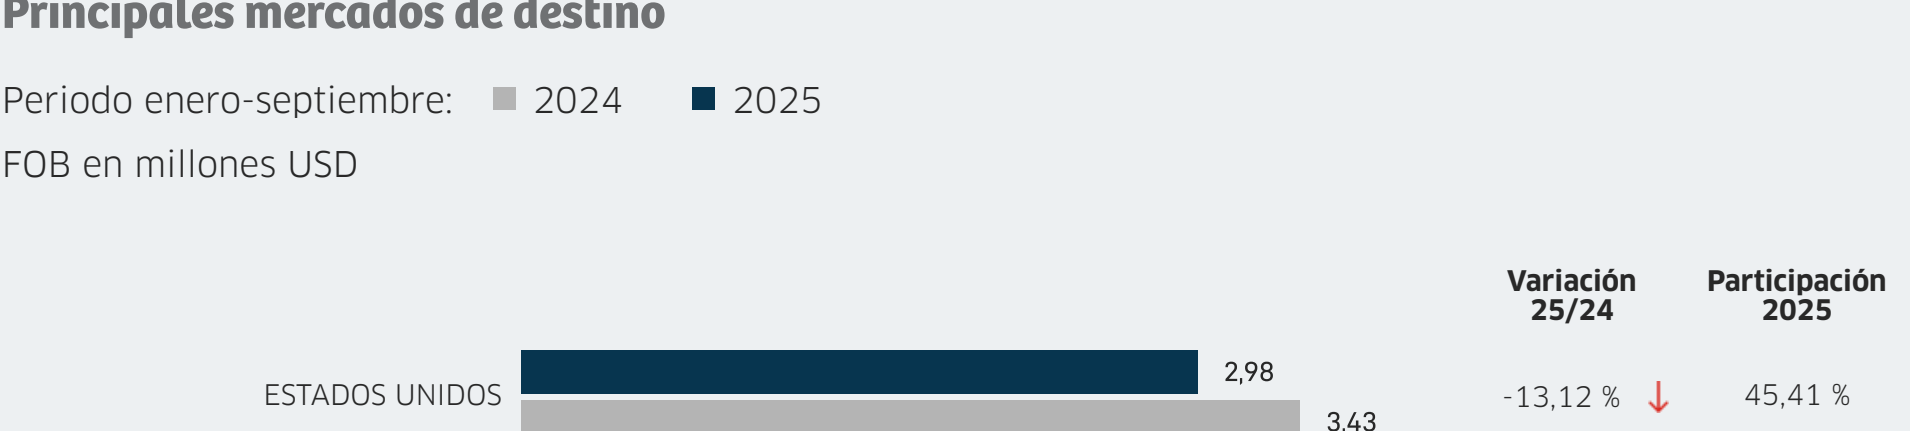 Principales mercados de destino
Periodo enero-septiembre: 2024 2025
FOB en millones USD
Variación 25/24
Participación 2025
2,98
ESTADOS UNIDOS
-13,12 %
45,41 %
3,43